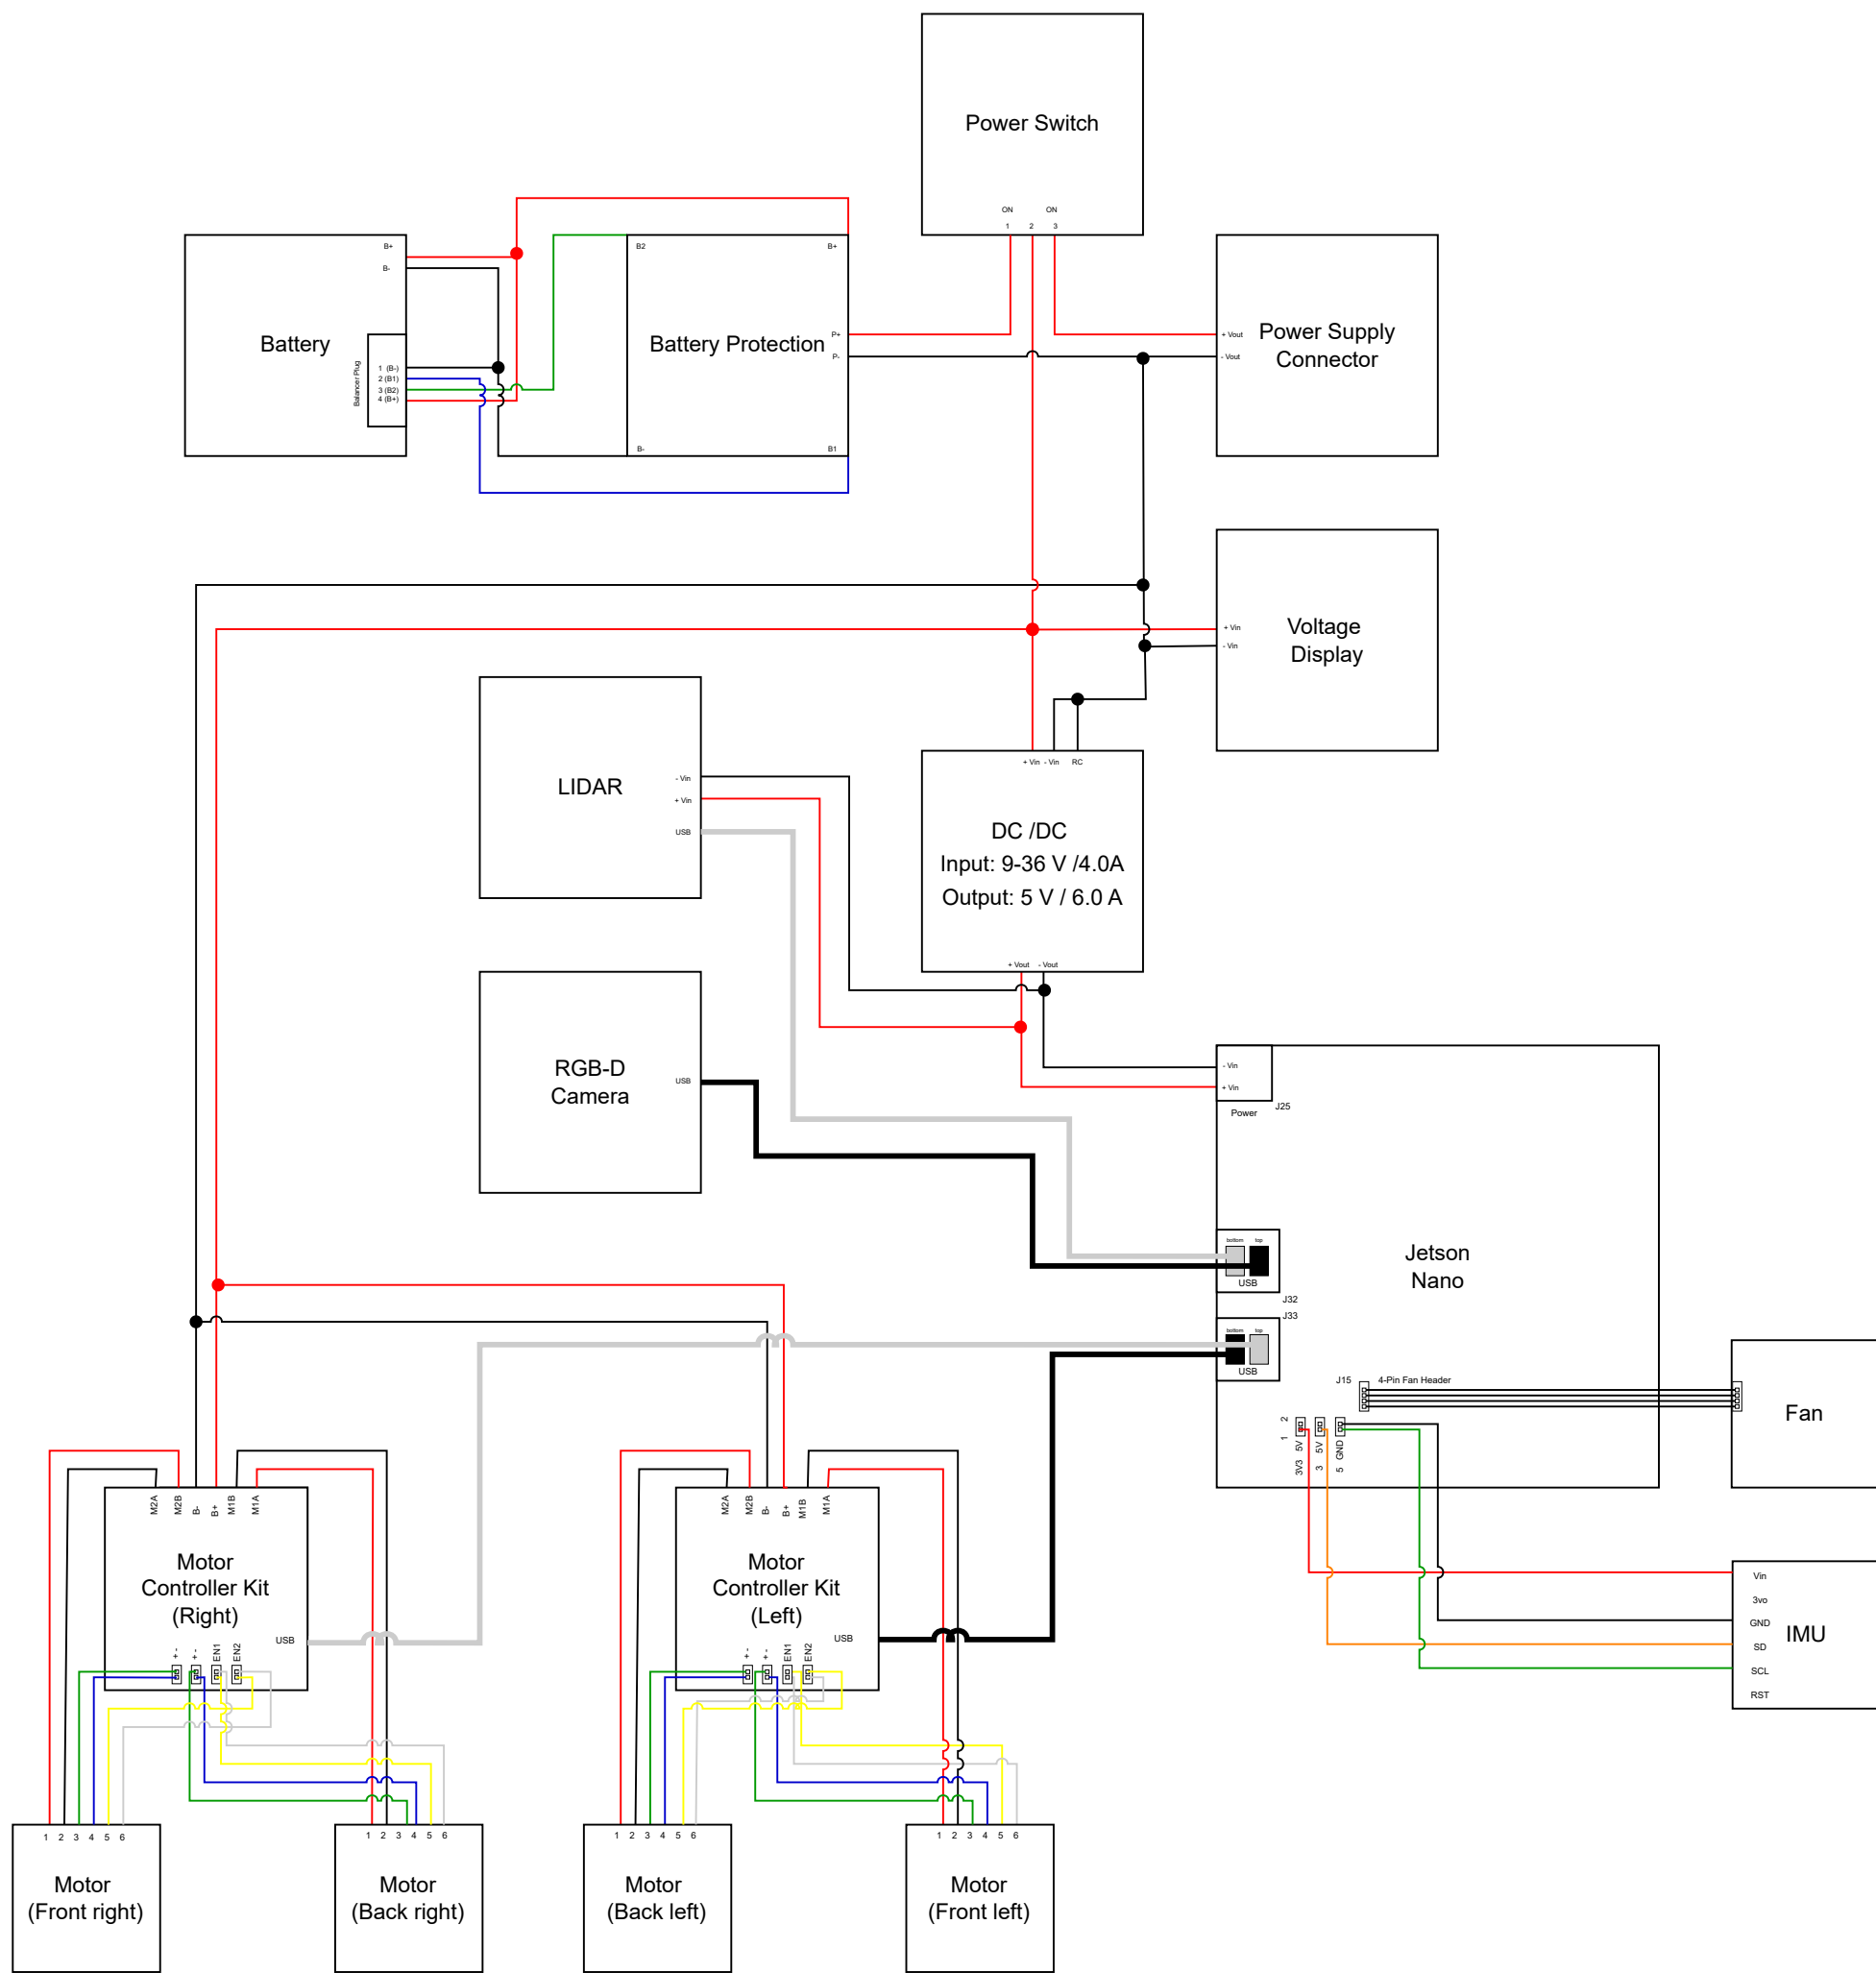 Power Switch
ON ON
1 2 3
Battery
B+
B-
Balancer Plug
1 (B-)
2 (B1)
3 (B2)
4 (B+)
Battery Protection
B2
B+
P+
P-
B-
B1
Power Supply
Connector
+ Vout
- Vout
Voltage
Display
+ Vin
- Vin
LIDAR
- Vin
+ Vin
USB
+ Vin - Vin RC
DC /DC
Input: 9-36 V /4.0A
Output: 5 V / 6.0 A
+ Vout - Vout
RGB-D
Camera
USB
- Vin
+ Vin
Power
J25
Jetson
Nano
bottom top
USB
J32
J33
bottom top
USB
J15 4-Pin Fan Header
1 2
3V3 5V
3 5V
5 GND
Fan
IMU
Vin
3vo
GND
SD
SCL
RST
M2A M2B B- B+ M1B M1A
Motor
Controller Kit
(Right)
USB
+ - + - EN1 EN2
M2A M2B B- B+ M1B M1A
Motor
Controller Kit
(Left)
USB
+ - + - EN1 EN2
1 2 3 4 5 6
Motor
(Front right)
1 2 3 4 5 6
Motor
(Back right)
1 2 3 4 5 6
Motor
(Back left)
1 2 3 4 5 6
Motor
(Front left)